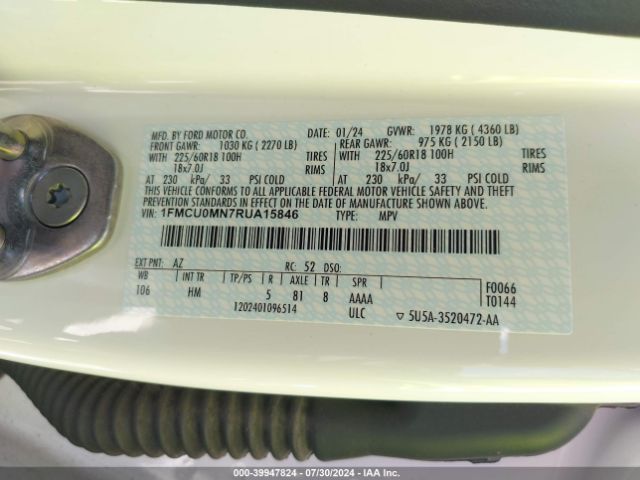 MFD. BY FORD MOTOR CO. DATE: 01/24 GVWR: 1978 KG ( 4360 LB)
FRONT GAWR: 1030 KG ( 2270 LB) REAR GAWR: 975 KG ( 2150 LB)
WITH 225/60R18 100H TIRES WITH 225/60R18 100H TIRES
18x7.0J RIMS 18x7.0J RIMS
AT 230 kPa/ 33 PSI COLD AT 230 kPa/ 33 PSI COLD
THIS VEHICLE CONFORMS TO ALL APPLICABLE FEDERAL MOTOR VEHICLE SAFETY AND THEFT
PREVENTION STANDARDS IN EFFECT ON THE DATE OF MANUFACTURE SHOWN ABOVE.
VIN: 1FMCU0MN7RUA15846 TYPE: MPV
EXT PNT: AZ RC: 52 DSO:
WB INT TR TP/PS R AXLE TR SPR F0066
106 HM 5 81 8 AAAA T0144
1202401096514 ULC ▽ 5U5A-3520472-AA
000-39947824 / 07/30/2024 - IAA Inc.